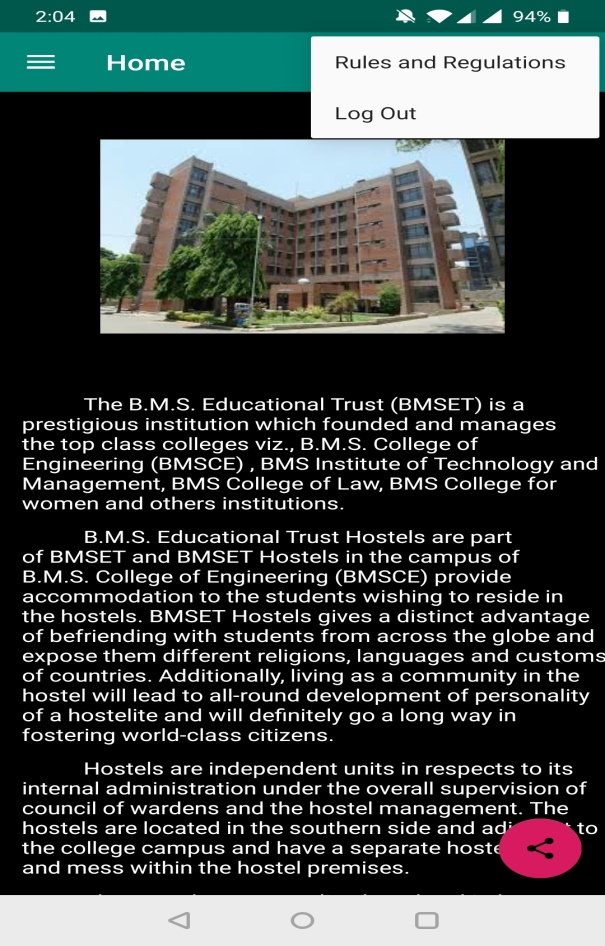 2:04
94%
Home
Rules and Regulations
Log Out
The B.M.S. Educational Trust (BMSET) is a
prestigious institution which founded and manages
the top class colleges viz., B.M.S. College of
Engineering (BMSCE) , BMS Institute of Technology and
Management, BMS College of Law, BMS College for
women and others institutions.
B.M.S. Educational Trust Hostels are part
of BMSET and BMSET Hostels in the campus of
B.M.S. College of Engineering (BMSCE) provide
accommodation to the students wishing to reside in
the hostels. BMSET Hostels gives a distinct advantage
of befriending with students from across the globe and
expose them different religions, languages and customs
of countries. Additionally, living as a community in the
hostel will lead to all-round development of personality
of a hostelite and will definitely go a long way in
fostering world-class citizens.
Hostels are independent units in respects to its
internal administration under the overall supervision of
council of wardens and the hostel management. The
hostels are located in the southern side and to
the college campus and have a separate
and mess within the hostel premises.